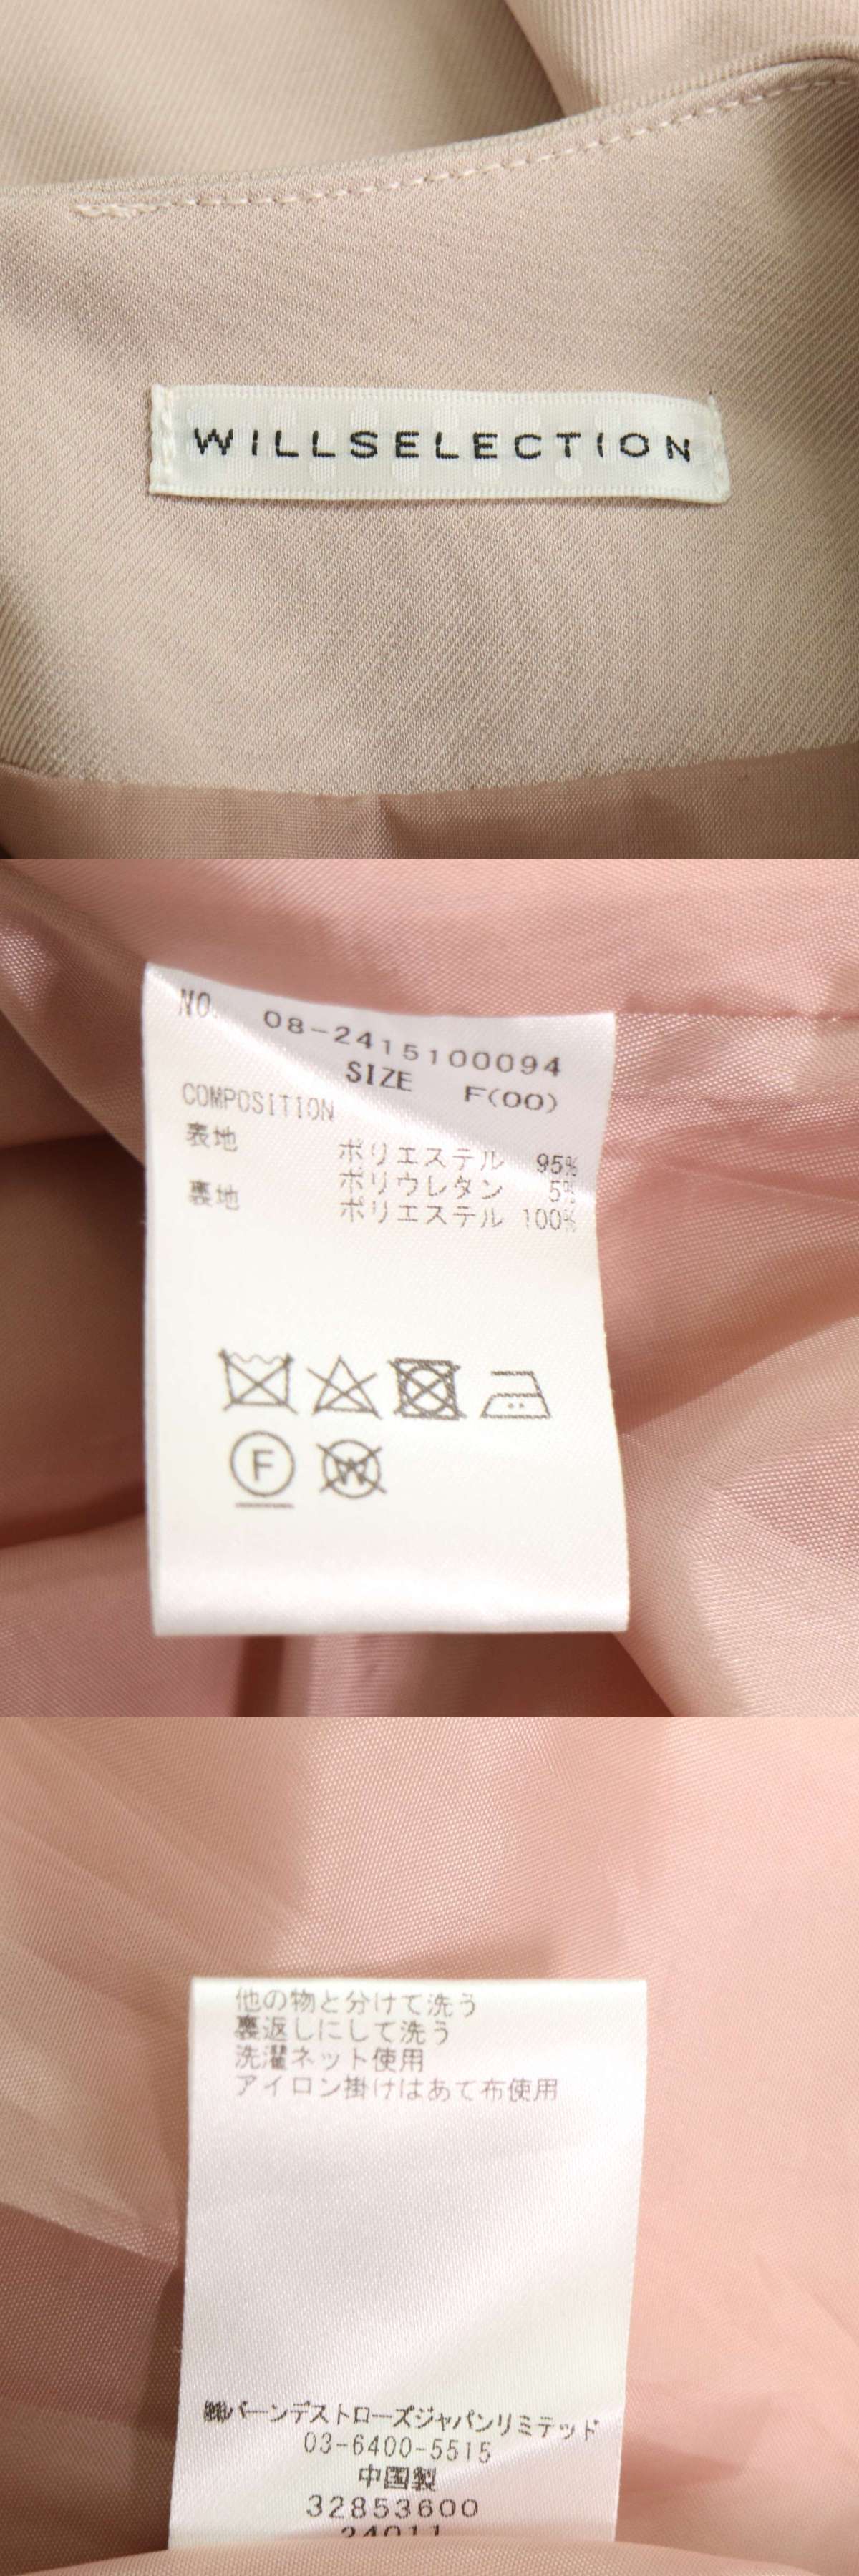 WILLSELECTION
NO. 08-2415100094
SIZE F(00)
COMPOSITION
表地 ポリエステル 95%
ポリウレタン 5%
裏地 ポリエステル 100%
F
W
他の物と分けて洗う
裏返しにして洗う
洗濯ネット使用
アイロン掛けはあて布使用
㈱バーンデストローズジャパンリミテッド
03-6400-5515
中国製
32853600
24011